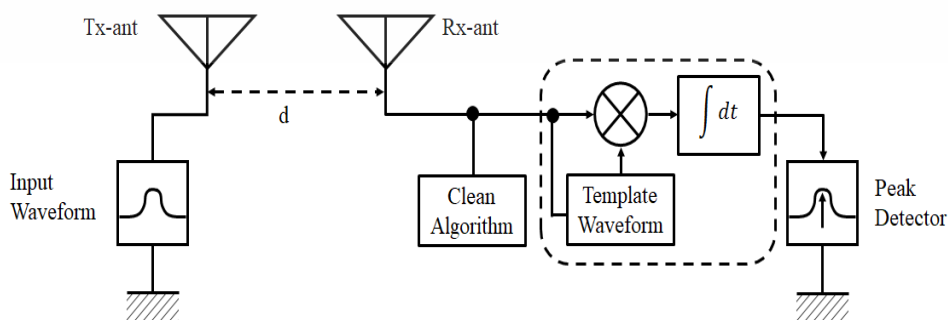 Tx-ant
Rx-ant
d
∫ dt
Input
Waveform
Clean
Algorithm
Template
Waveform
Peak
Detector